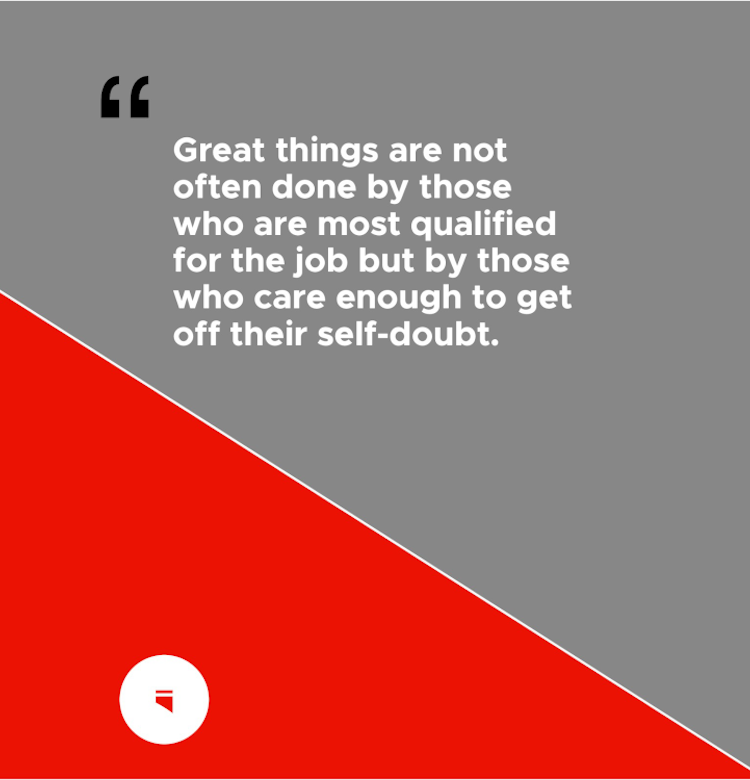 “
Great things are not
often done by those
who are most qualified
for the job but by those
who care enough to get
off their self-doubt.